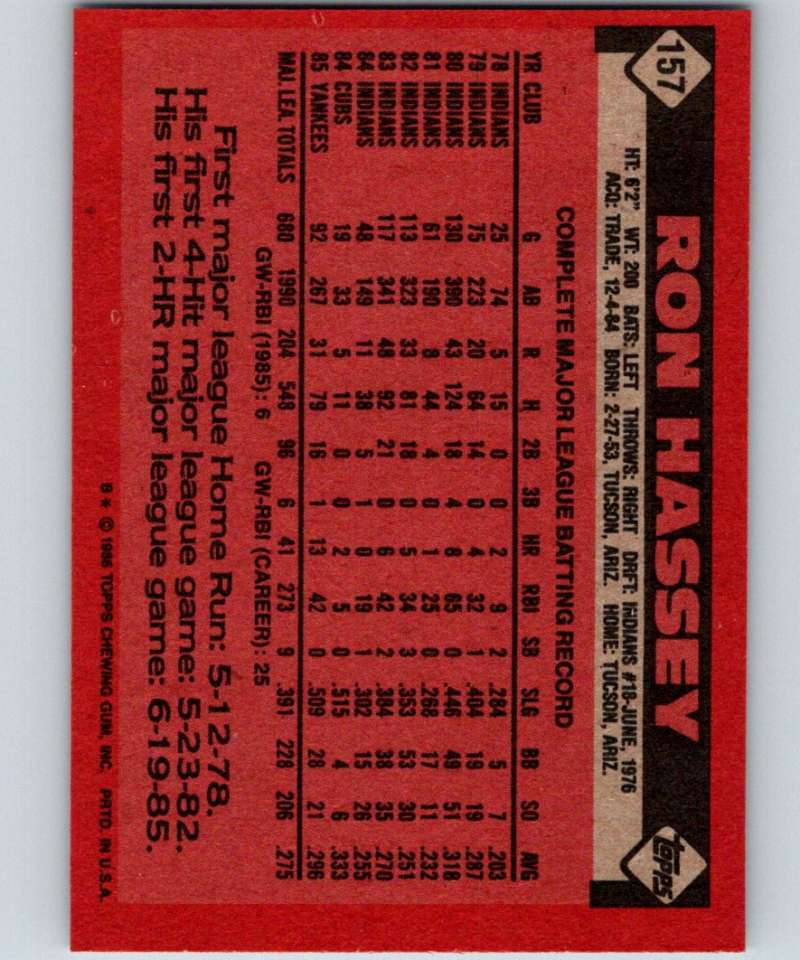 157
RON HASSEY
topps
HT: 6'2" WT: 200 BATS: LEFT THROWS: RIGHT DRFT: INDIANS #18-JUNE, 1976
ACQ: TRADE, 12-4-84 BORN: 2-27-53, TUCSON, ARIZ. HOME: TUCSON, ARIZ.
COMPLETE MAJOR LEAGUE BATTING RECORD
YR CLUB G AB R H 2B 3B HR RBI SB SLG BB SO AVG
78 INDIANS 25 74 5 15 0 0 2 9 2 .284 5 7 .203
79 INDIANS 75 223 20 64 14 0 4 32 1 .404 19 19 .287
80 INDIANS 130 390 43 124 18 4 8 65 0 .446 49 51 .318
81 INDIANS 61 190 8 44 4 0 1 25 0 .268 17 11 .232
82 INDIANS 113 323 33 81 18 0 5 34 3 .353 53 30 .251
83 INDIANS 117 341 48 92 21 0 6 42 2 .384 38 35 .270
84 INDIANS 48 149 11 38 5 1 0 19 1 .302 15 26 .255
84 CUBS 19 33 5 11 0 0 2 5 0 .515 4 6 .333
85 YANKEES 92 267 31 79 16 1 13 42 0 .509 28 21 .296
MAJ. LEA. TOTALS 680 1990 204 548 96 6 41 273 9 .391 228 206 .275
GW-RBI (1985): 6 GW-RBI (CAREER): 25
First major league Home Run: 5-12-78.
His first 4-Hit major league game: 5-23-82.
His first 2-HR major league game: 6-19-85.
B* © 1986 TOPPS CHEWING GUM, INC. PRTD. IN U.S.A.